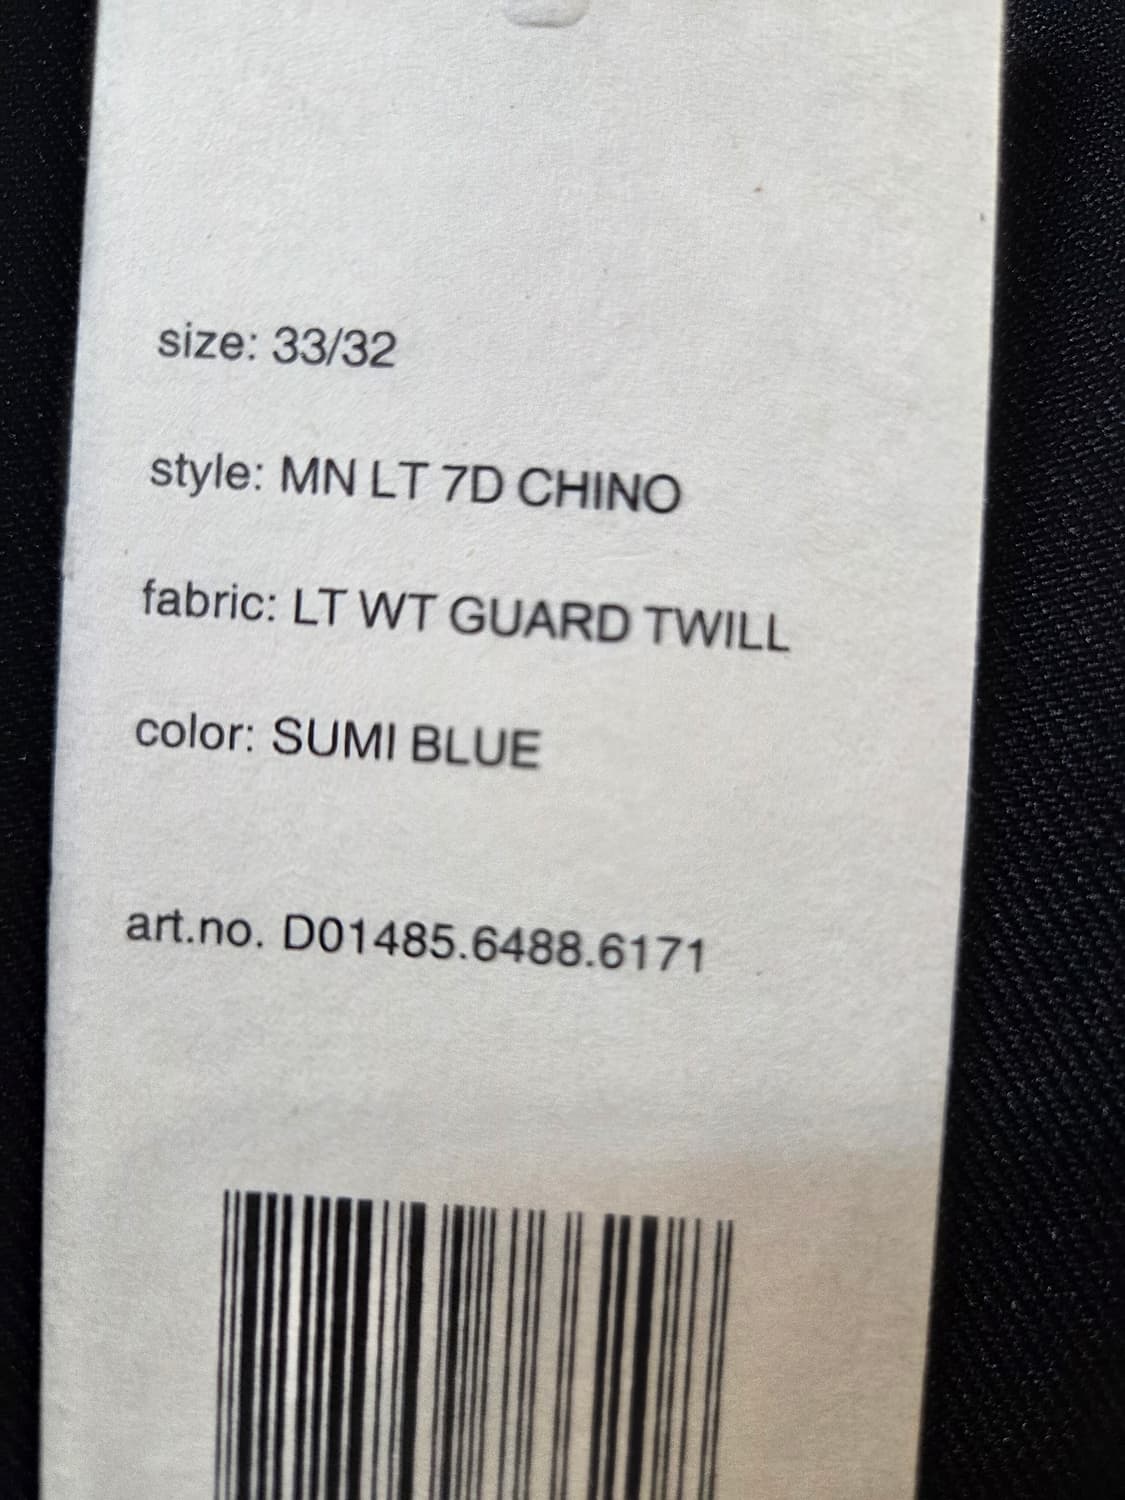 size: 33/32
style: MN LT 7D CHINO
fabric: LT WT GUARD TWILL
color: SUMI BLUE
art.no. D01485.6488.6171